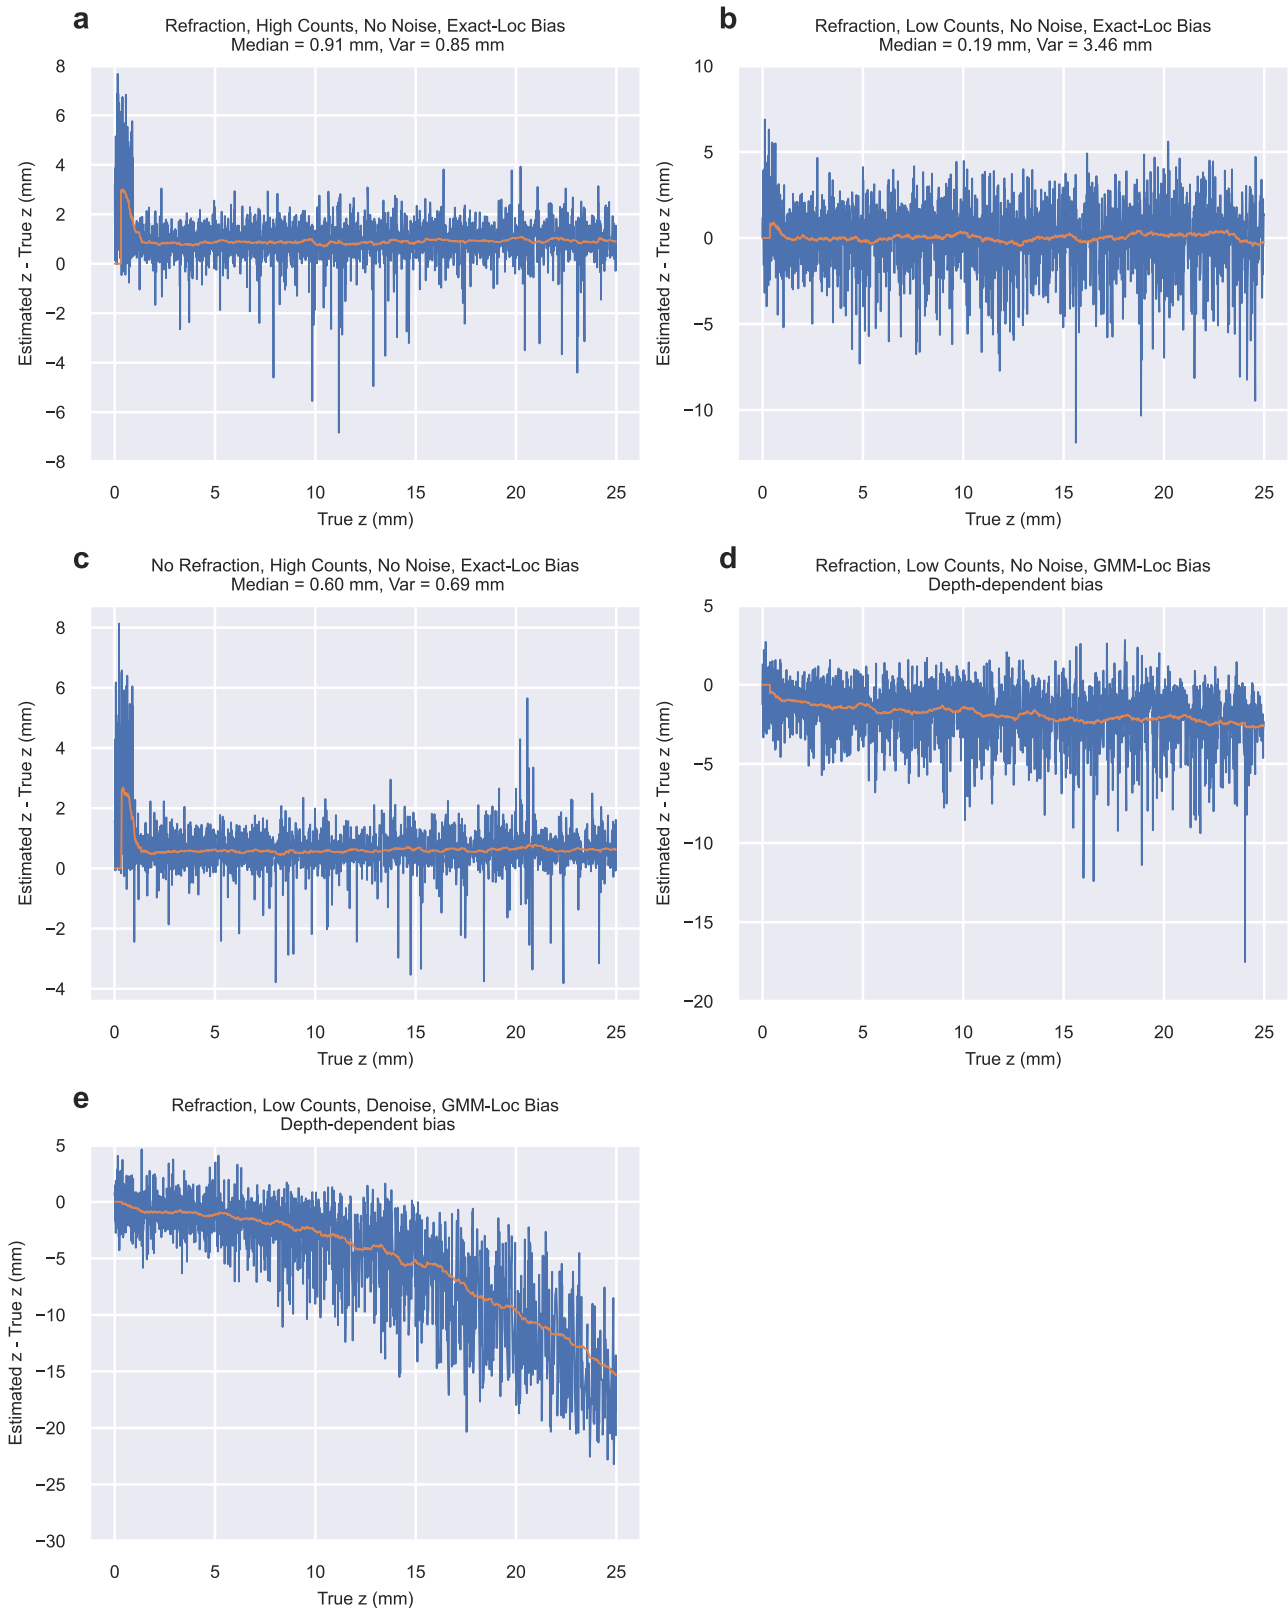 a
Refraction, High Counts, No Noise, Exact-Loc Bias
Median = 0.91 mm, Var = 0.85 mm
8
6
4
2
0
−2
−4
−6
−8
Estimated z - True z (mm)
0 5 10 15 20 25
True z (mm)
b
Refraction, Low Counts, No Noise, Exact-Loc Bias
Median = 0.19 mm, Var = 3.46 mm
10
5
0
−5
−10
Estimated z - True z (mm)
0 5 10 15 20 25
True z (mm)
c
No Refraction, High Counts, No Noise, Exact-Loc Bias
Median = 0.60 mm, Var = 0.69 mm
8
6
4
2
0
−2
−4
Estimated z - True z (mm)
0 5 10 15 20 25
True z (mm)
d
Refraction, Low Counts, No Noise, GMM-Loc Bias
Depth-dependent bias
5
0
−5
−10
−15
−20
Estimated z - True z (mm)
0 5 10 15 20 25
True z (mm)
e
Refraction, Low Counts, Denoise, GMM-Loc Bias
Depth-dependent bias
5
0
−5
−10
−15
−20
−25
−30
Estimated z - True z (mm)
0 5 10 15 20 25
True z (mm)